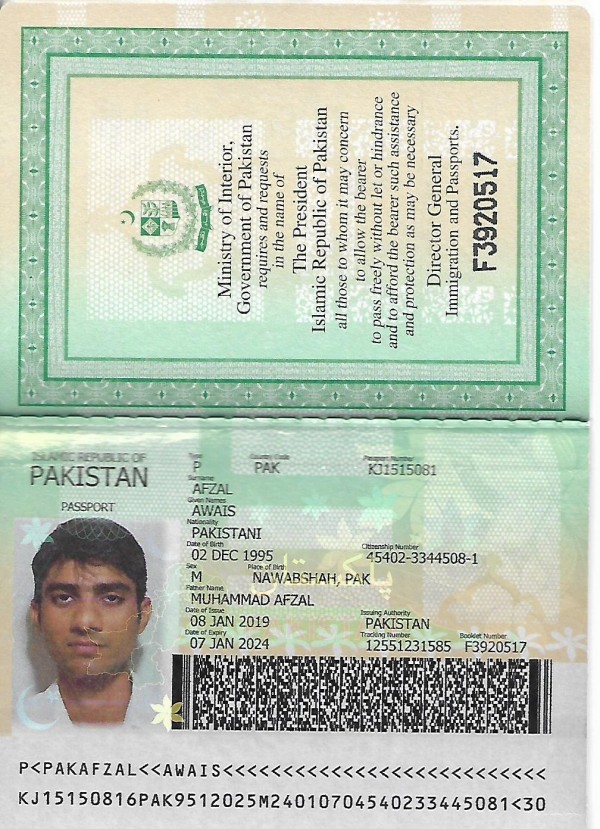 Ministry of Interior,
Government of Pakistan
requires and requests
in the name of
The President
Islamic Republic of Pakistan
all those to whom it may concern
to allow the bearer
to pass freely without let or hindrance
and to afford the bearer such assistance
and protection as may be necessary
Director General
Immigration and Passports.
F3920517
ISLAMIC REPUBLIC OF
PAKISTAN
PASSPORT
Type Country Code Passport Number
P PAK KJ1515081
Surname
AFZAL
Given Names
AWAIS
Nationality
PAKISTANI
Date of Birth Citizenship Number
02 DEC 1995 45402-3344508-1
Sex Place of Birth
M NAWABSHAH, PAK
Father Name
MUHAMMAD AFZAL
Date of Issue Issuing Authority
08 JAN 2019 PAKISTAN
Date of Expiry Tracking Number Booklet Number
07 JAN 2024 12551231585 F3920517
پاکستان
P<PAKAFZAL<<AWAIS<<<<<<<<<<<<<<<<<<<<<<<<<<<
KJ15150816PAK9512025M24010704540233445081<30